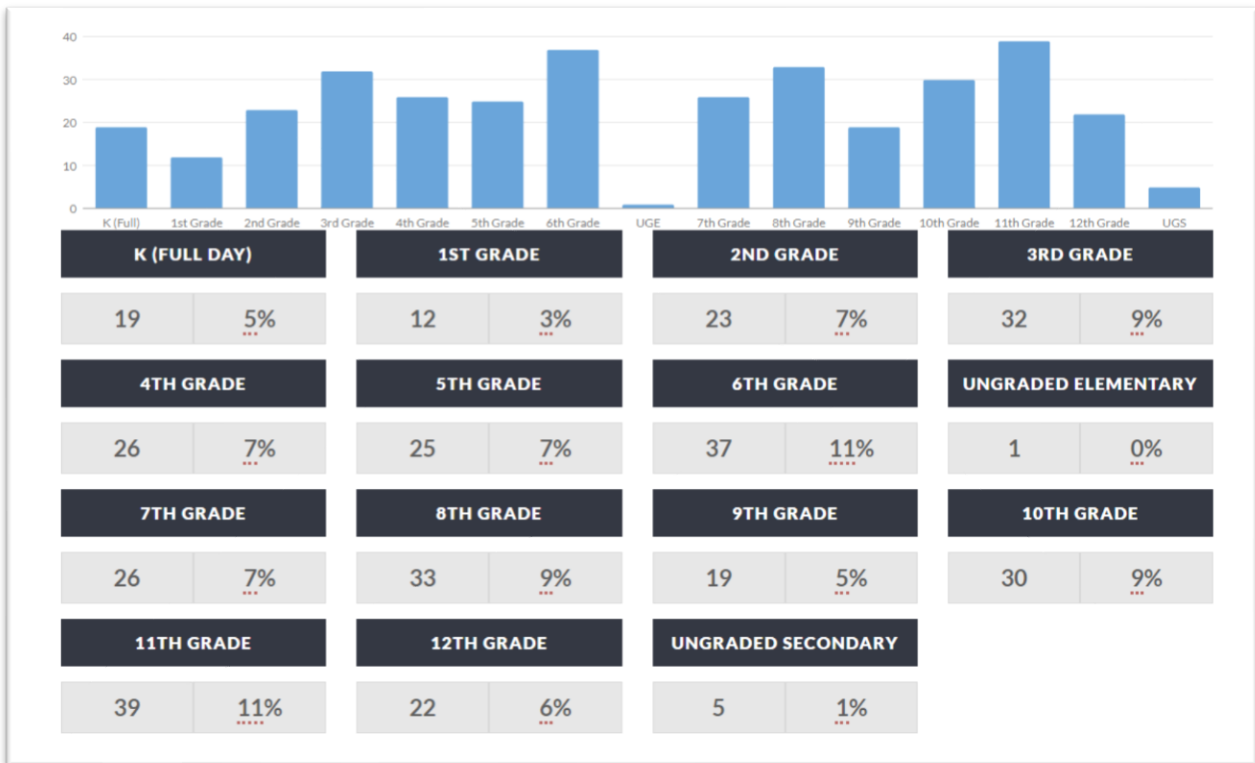 40
30
20
10
0
K (Full) 1st Grade 2nd Grade 3rd Grade 4th Grade 5th Grade 6th Grade UGE 7th Grade 8th Grade 9th Grade 10th Grade 11th Grade 12th Grade UGS
K (FULL DAY) 1ST GRADE 2ND GRADE 3RD GRADE
19 5% 12 3% 23 7% 32 9%
4TH GRADE 5TH GRADE 6TH GRADE UNGRADED ELEMENTARY
26 7% 25 7% 37 11% 1 0%
7TH GRADE 8TH GRADE 9TH GRADE 10TH GRADE
26 7% 33 9% 19 5% 30 9%
11TH GRADE 12TH GRADE UNGRADED SECONDARY
39 11% 22 6% 5 1%